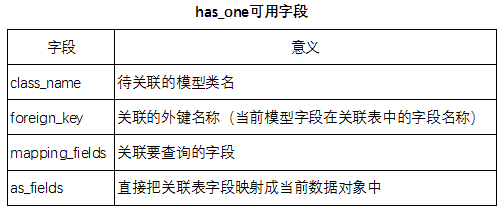 has_one可用字段
字段 意义
class_name 待关联的模型类名
foreign_key 关联的外键名称（当前模型字段在关联表中的字段名称）
mapping_fields 关联要查询的字段
as_fields 直接把关联表字段映射成当前数据对象中